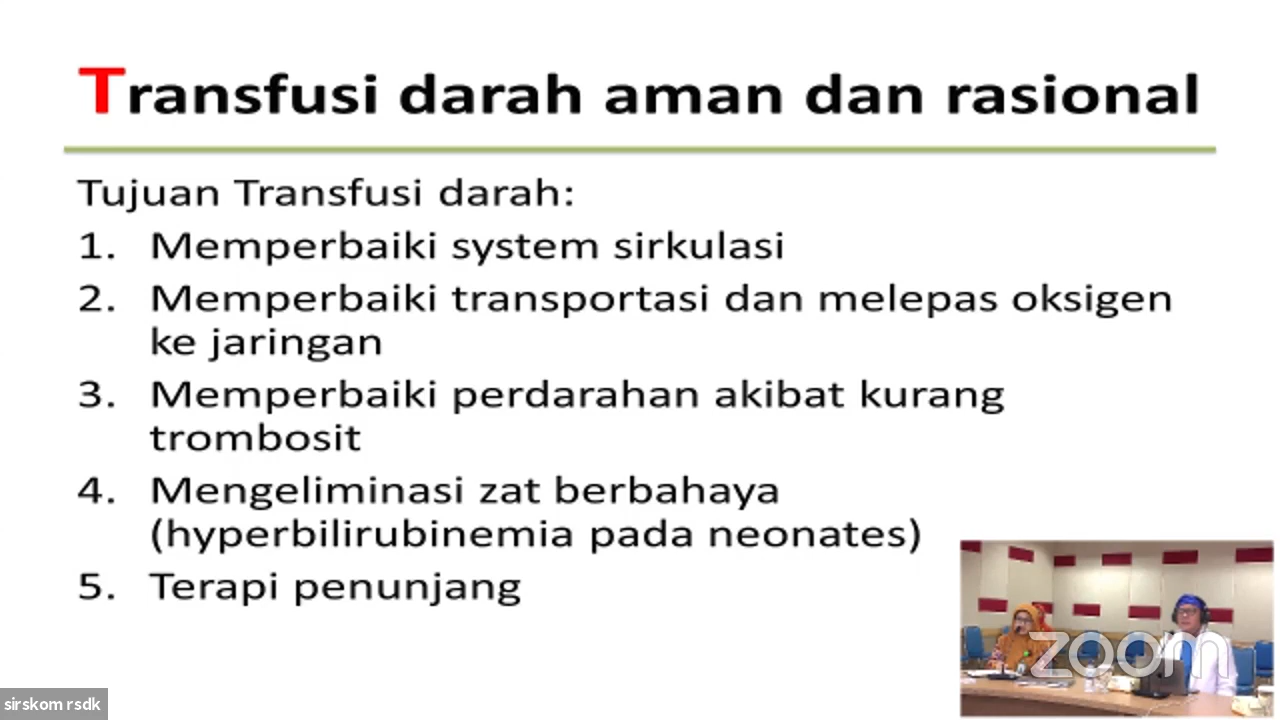 Transfusi darah aman dan rasional
Tujuan Transfusi darah:
1. Memperbaiki system sirkulasi
2. Memperbaiki transportasi dan melepas oksigen
ke jaringan
3. Memperbaiki perdarahan akibat kurang
trombosit
4. Mengeliminasi zat berbahaya
(hyperbilirubinemia pada neonates)
5. Terapi penunjang
zoom
sirskom rsdk